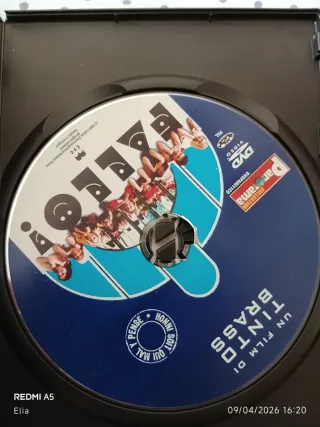 FALLO!
DVD
VIDEO
PAL
Panorama
UN FILM DI
TINTO
BRASS
HONNI SOIT QUI MAL Y PENSE
REDMI A5
Elia
09/04/2026 16:20